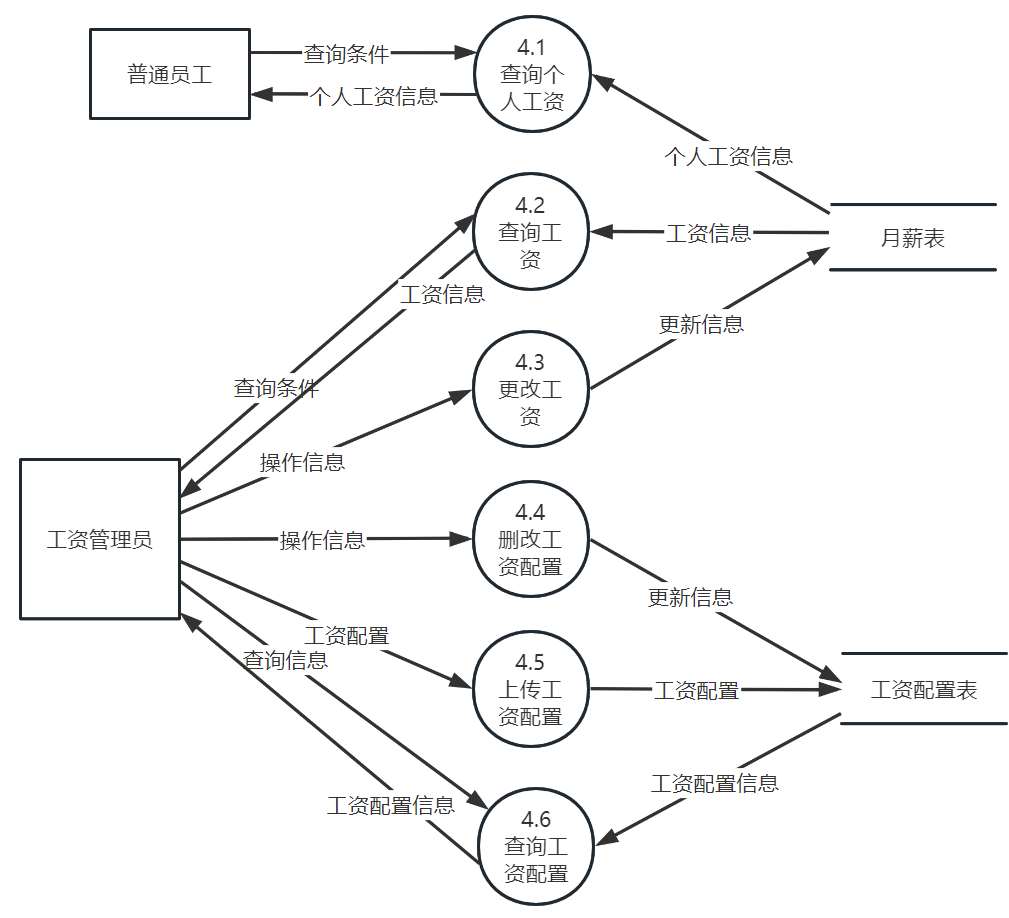 普通员工
查询条件
个人工资信息
4.1
查询个
人工资
个人工资信息
4.2
查询工
资
工资信息
月薪表
工资信息
更新信息
4.3
更改工
资
查询条件
操作信息
工资管理员
操作信息
4.4
删改工
资配置
更新信息
工资配置
查询信息
4.5
上传工
资配置
工资配置
工资配置表
工资配置信息
工资配置信息
4.6
查询工
资配置